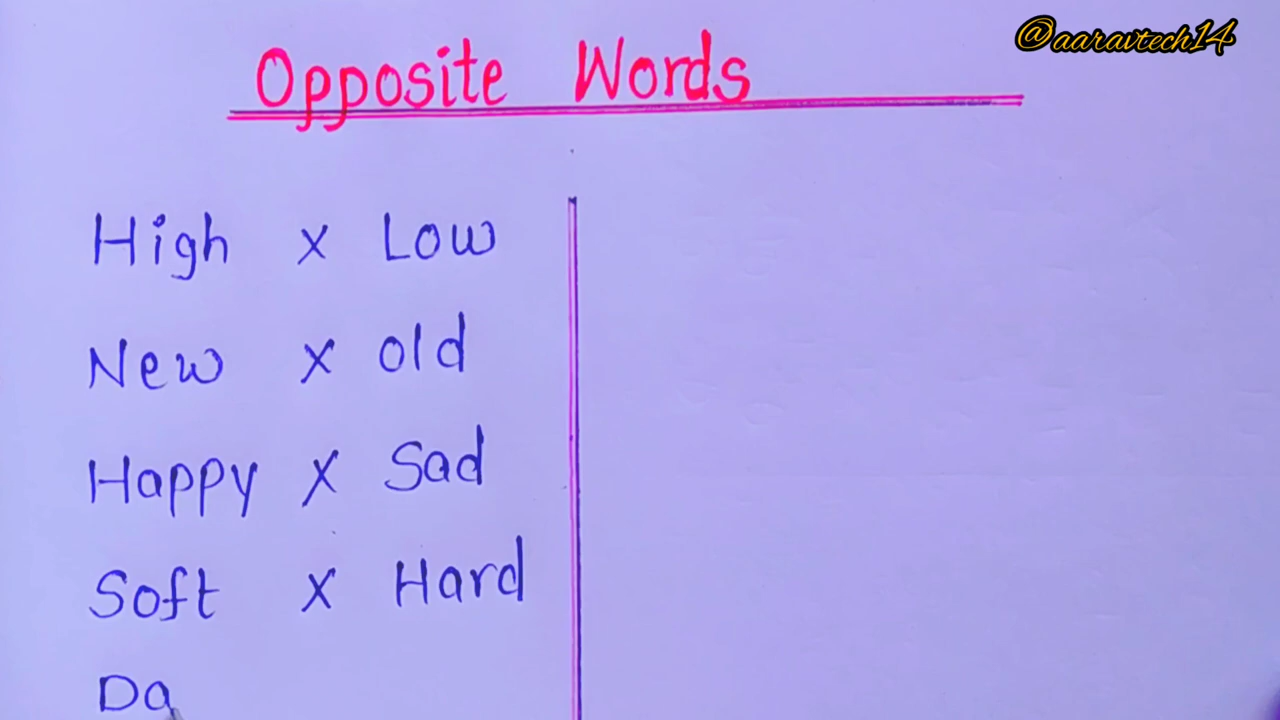 @aaravtech14
Opposite Words
High x Low
New x old
Happy x Sad
Soft x Hard
Da